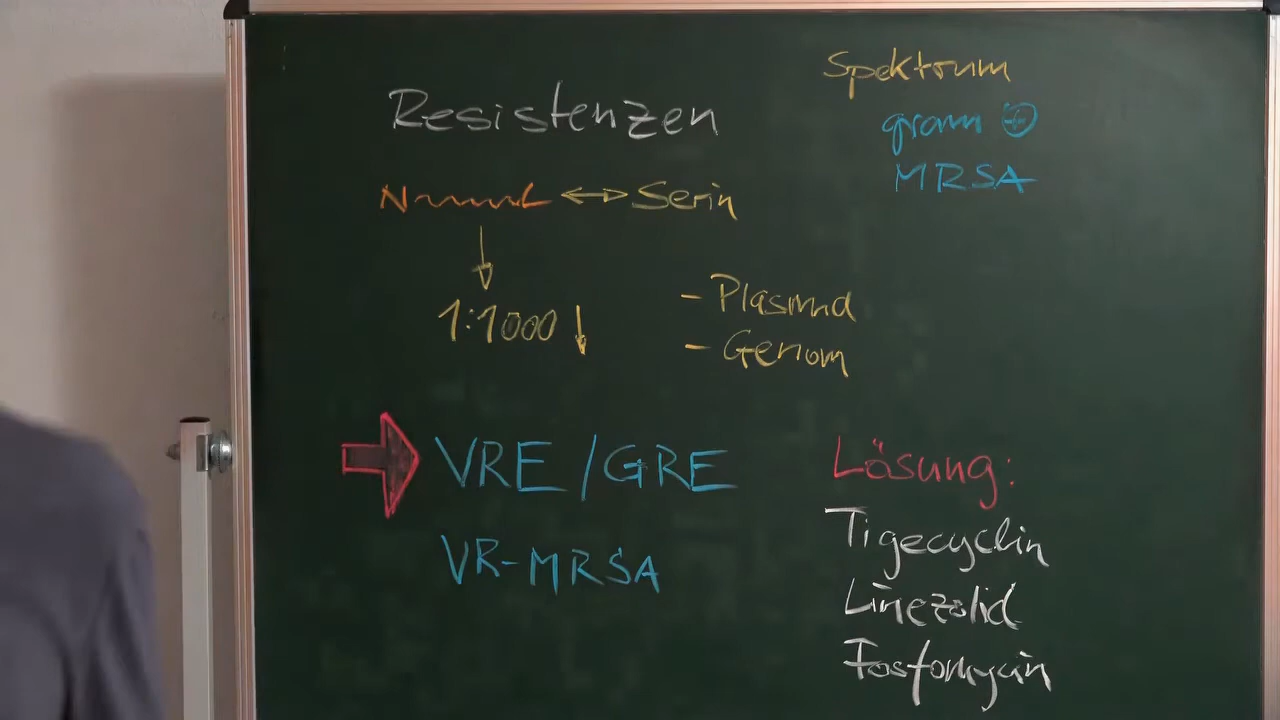 Resistenzen
↔ Serin
↓
1:1000 ↓
- Plasmid
- Genom
VRE/GRE
VR-MRSA
Spektrum
gram ⊕
MRSA
Lösung:
Tigecyclin
Linezolid
Fosfomycin